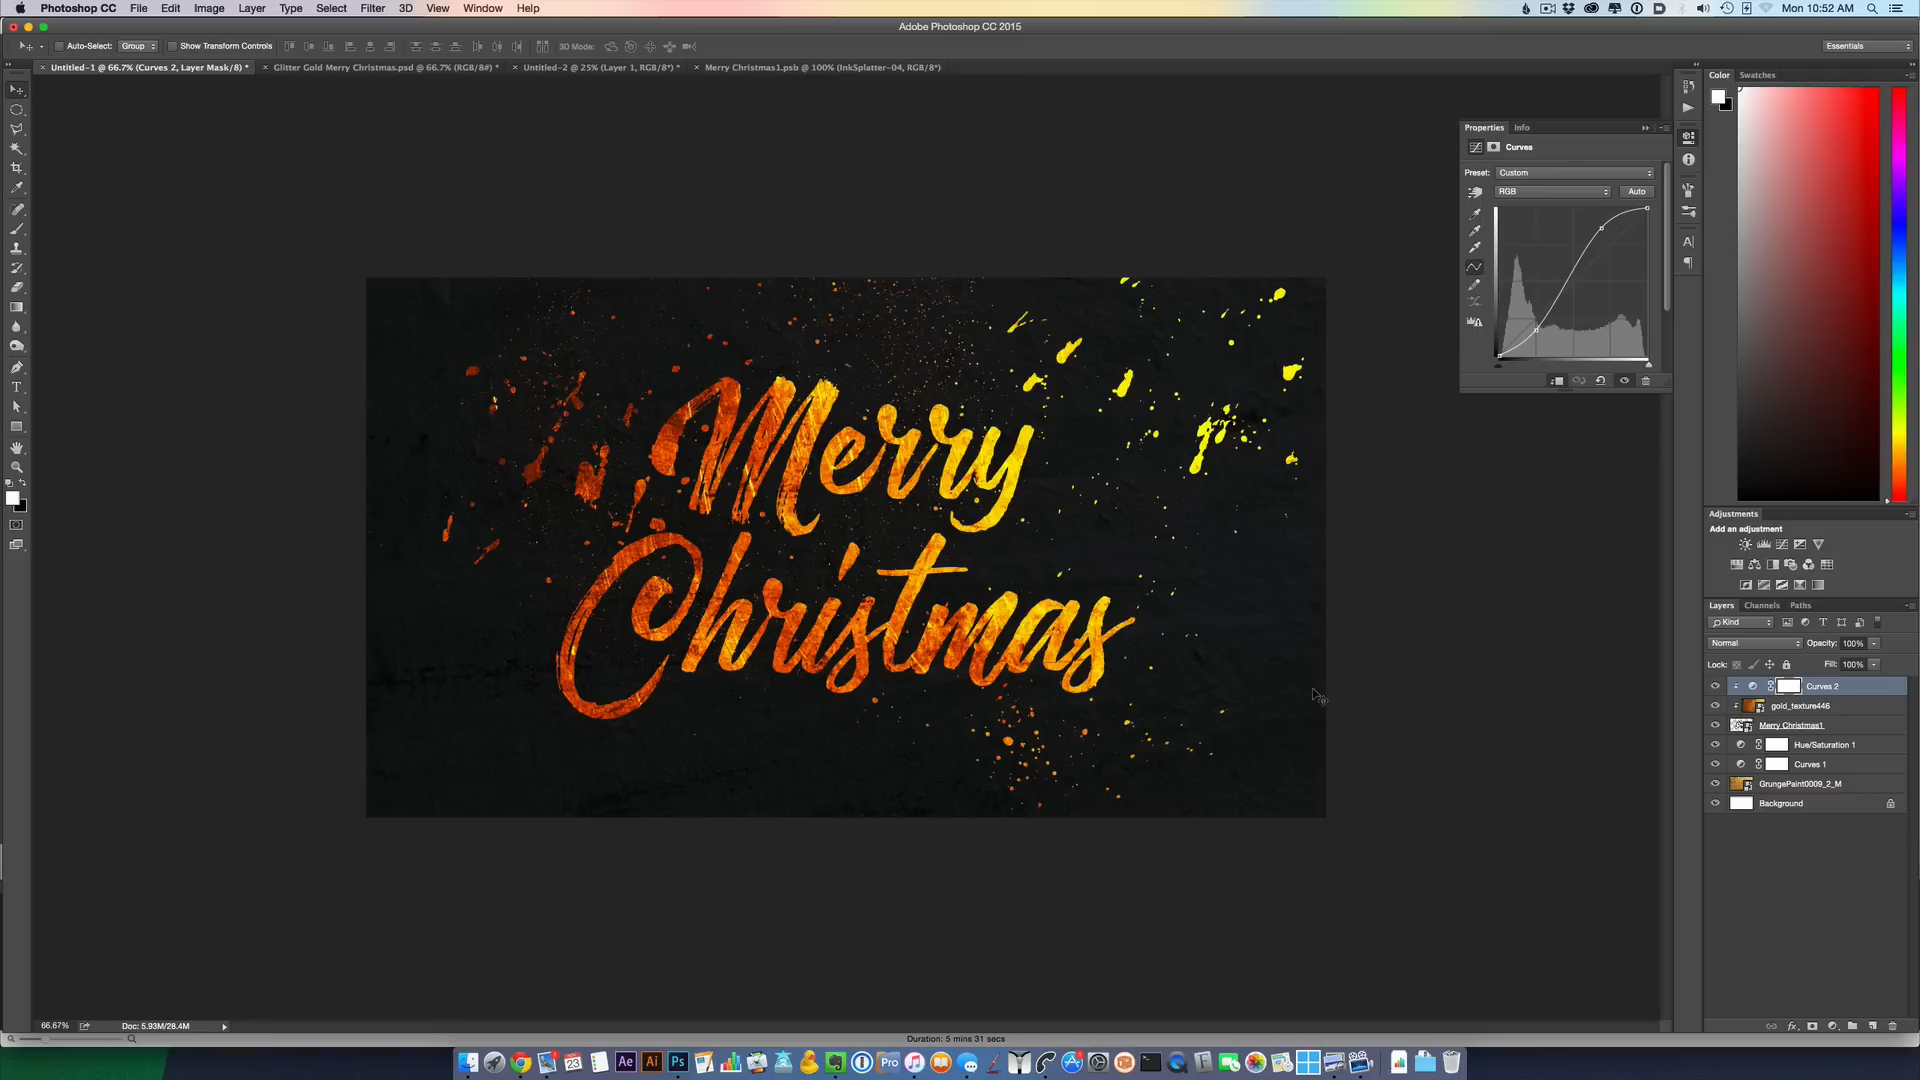 Photoshop CC File Edit Image Layer Type Select Filter 3D View Window Help Mon 10:52 AM
Adobe Photoshop CC 2015
Auto-Select: Group Show Transform Controls 3D Mode: Essentials
Untitled-1 @ 66.7% (Curves 2, Layer Mask/8) * Glitter Gold Merry Christmas.psd @ 66.7% (RGB/8#) * Untitled-2 @ 25% (Layer 1, RGB/8*) * Merry Christmas1.psb @ 100% (InkSplatter-04, RGB/8*)
Color Swatches
Properties Info
Curves
Preset: Custom
RGB Auto
Merry
Christmas
Adjustments
Add an adjustment
Layers Channels Paths
Kind
Normal Opacity: 100%
Lock: Fill: 100%
Curves 2
gold_texture446
Merry Christmas1
Hue/Saturation 1
Curves 1
GrungePaint0009_2_M
Background
66.67% Doc: 5.93M/28.4M
Duration: 5 mins 31 secs
23 Ae Ai Ps Pro